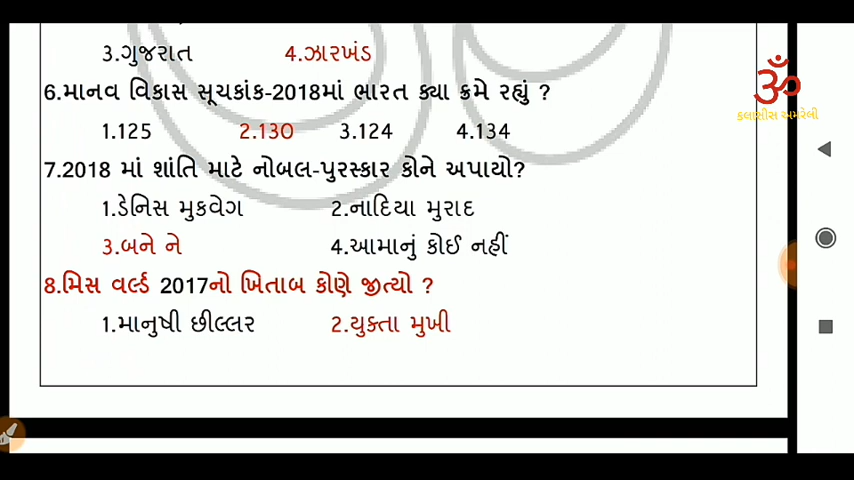 3.ગુજરાત 4.ઝારખંડ
6.માનવ વિકાસ સૂચકાંક-2018માં ભારત ક્યા ક્રમે રહ્યું ?
1.125 2.130 3.124 4.134
7.2018 માં શાંતિ માટે નોબલ-પુરસ્કાર કોને અપાયો?
1.ડેનિસ મુકવેગ 2.નાદિયા મુરાદ
3.બને ને 4.આમાનું કોઈ નહીં
8.મિસ વર્લ્ડ 2017નો ખિતાબ કોણે જીત્યો ?
1.માનુષી છીલ્લર 2.યુક્તા મુખી
ૐ
કલાસીસ અમરેલી